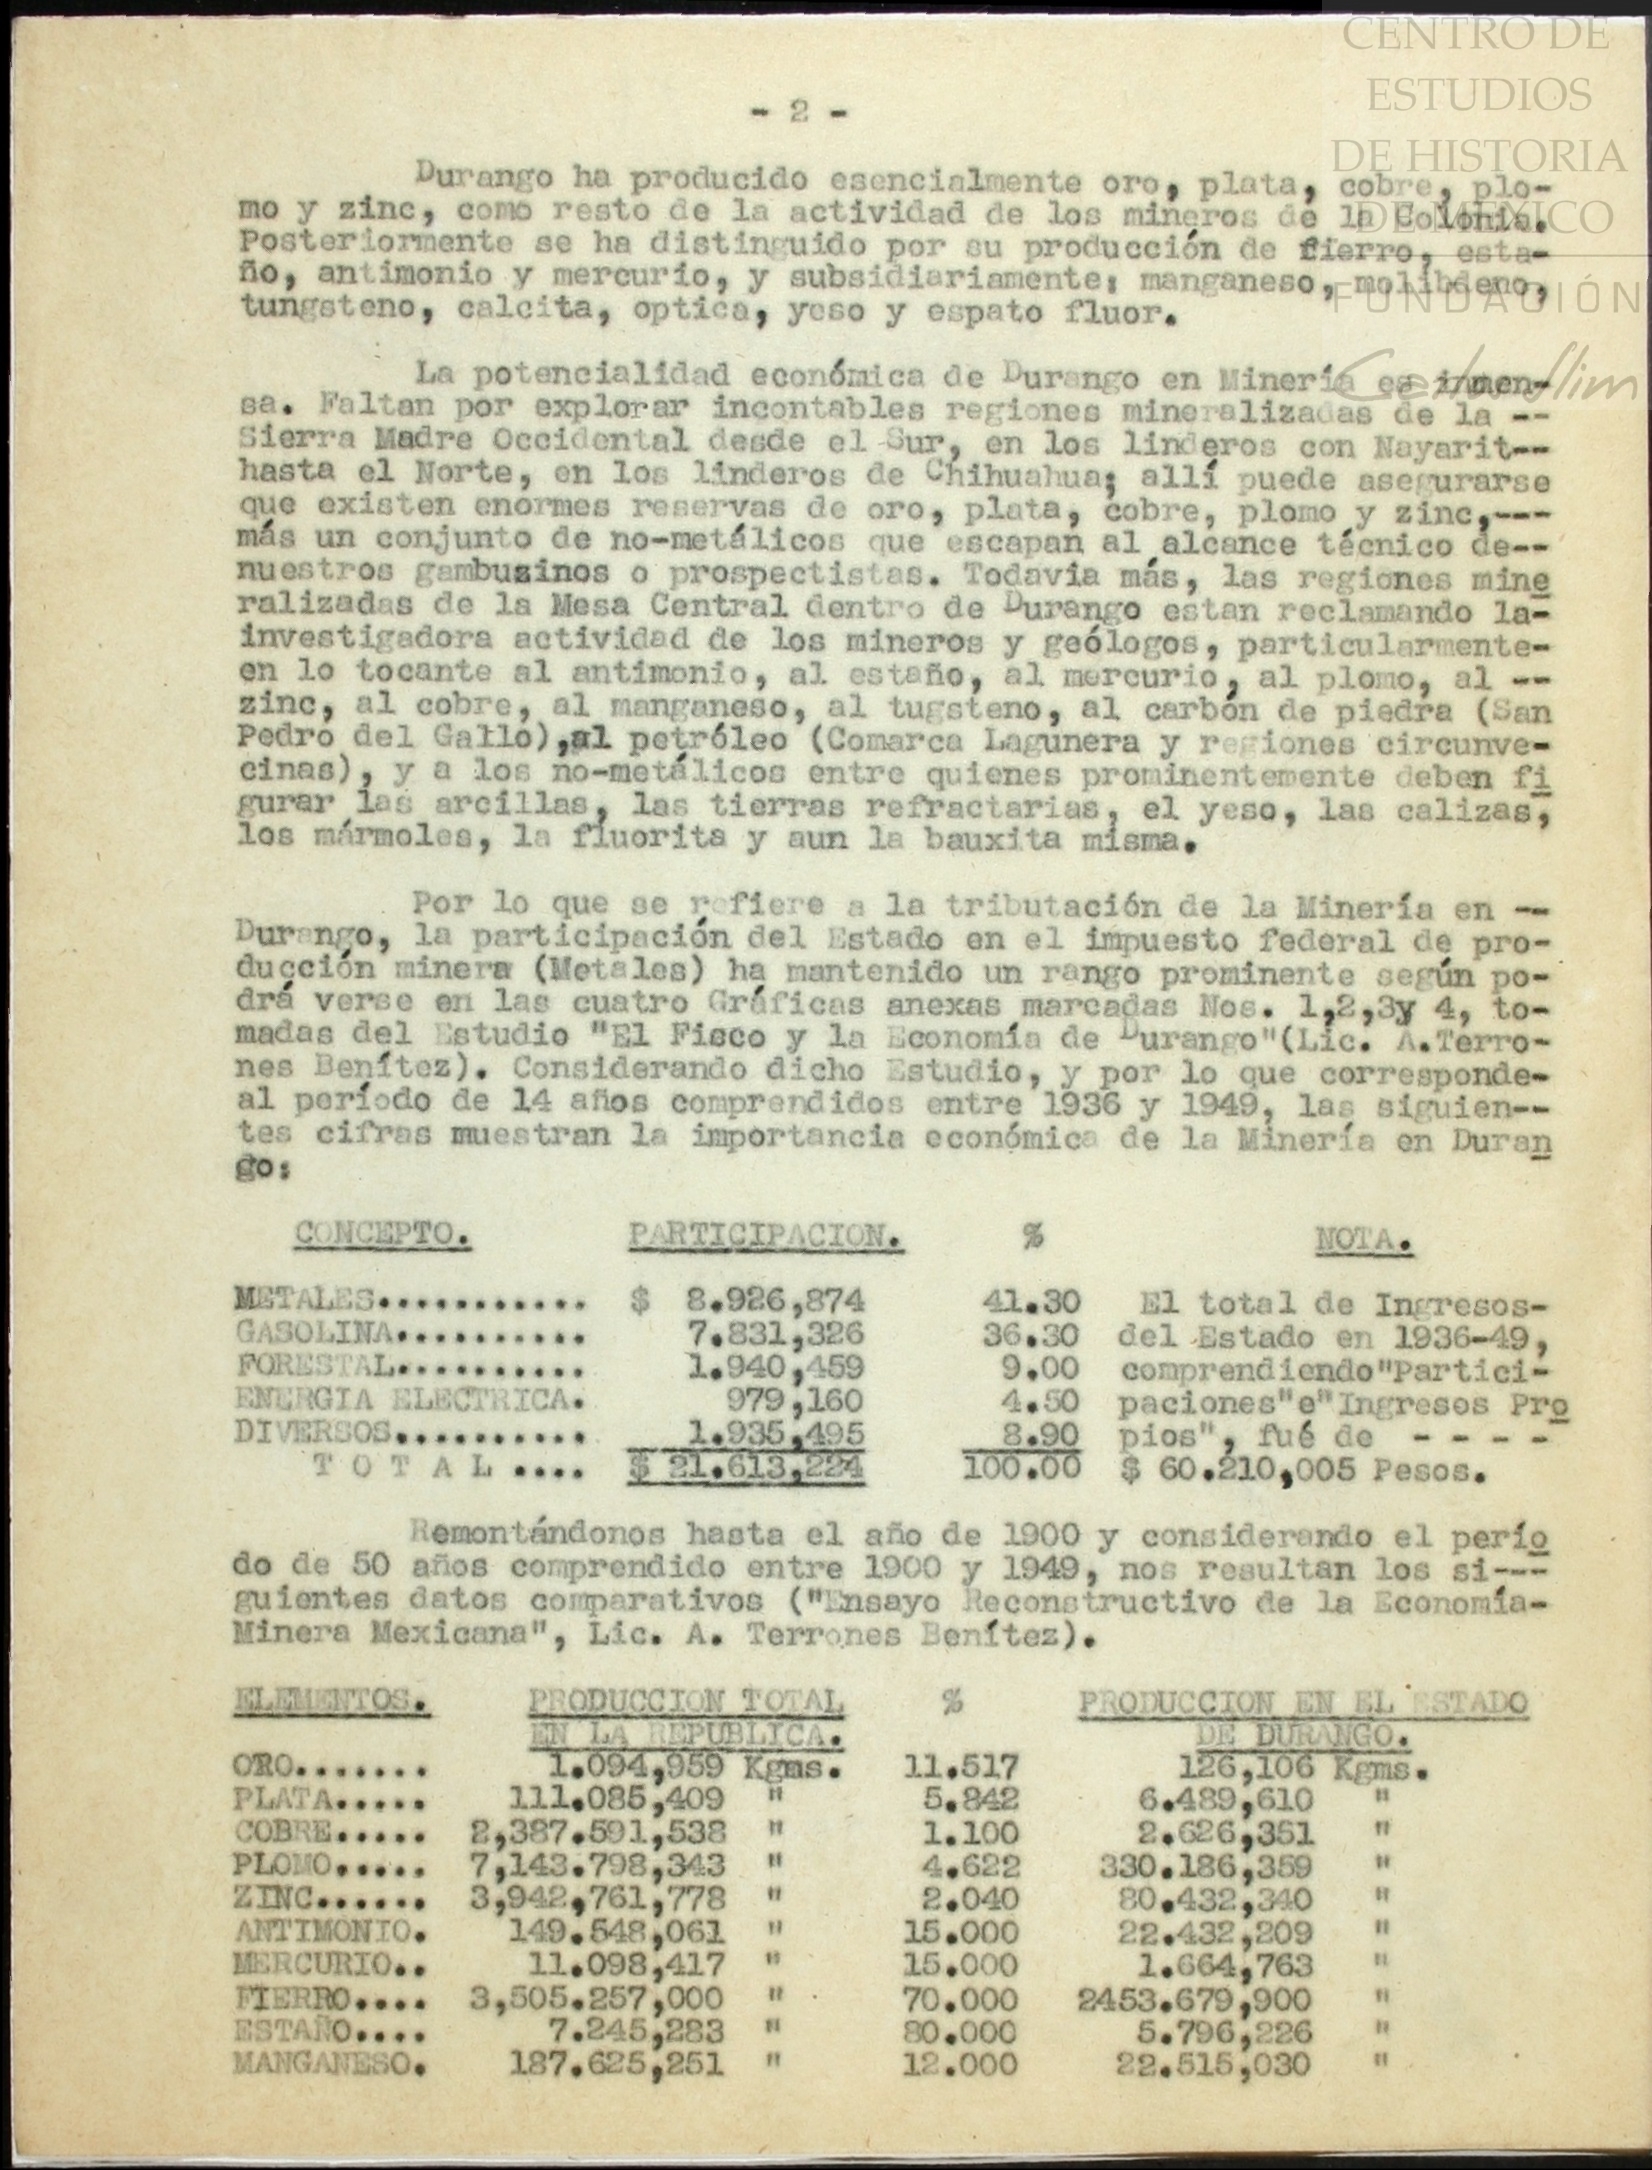 CENTRO DE
ESTUDIOS
DE HISTORIA
DE MÉXICO
FUNDACIÓN
Carlos Slim
- 2 -
Durango ha producido esencialmente oro, plata, cobre, plo-
mo y zinc, como resto de la actividad de los mineros de la Colonia.
Posteriormente se ha distinguido por su producción de fierro, esta-
ño, antimonio y mercurio, y subsidiariamente: manganeso, molibdeno,
tungsteno, calcita, optica, yeso y espato fluor.
La potencialidad económica de Durango en Minería es inmen-
sa. Faltan por explorar incontables regiones mineralizadas de la --
Sierra Madre Occidental desde el Sur, en los linderos con Nayarit--
hasta el Norte, en los linderos de Chihuahua; allí puede asegurarse
que existen enormes reservas de oro, plata, cobre, plomo y zinc,---
más un conjunto de no-metálicos que escapan al alcance técnico de--
nuestros gambusinos o prospectistas. Todavia más, las regiones mine
ralizadas de la Mesa Central dentro de Durango estan reclamando la-
investigadora actividad de los mineros y geólogos, particularmente-
en lo tocante al antimonio, al estaño, al mercurio, al plomo, al --
zinc, al cobre, al manganeso, al tugsteno, al carbón de piedra (San
Pedro del Gallo),al petróleo (Comarca Lagunera y regiones circunve-
cinas), y a los no-metálicos entre quienes prominentemente deben fi
gurar las arcillas, las tierras refractarias, el yeso, las calizas,
los mármoles, la fluorita y aun la bauxita misma.
Por lo que se refiere a la tributación de la Minería en --
Durango, la participación del Estado en el impuesto federal de pro-
ducción minera (Metales) ha mantenido un rango prominente según po-
drá verse en las cuatro Gráficas anexas marcadas Nos. 1,2,3y 4, to-
madas del Estudio "El Fisco y la Economía de Durango"(Lic. A.Terro-
nes Benítez). Considerando dicho Estudio, y por lo que corresponde-
al período de 14 años comprendidos entre 1936 y 1949, las siguien--
tes cifras muestran la importancia económica de la Minería en Duran
go:
CONCEPTO. PARTICIPACION. % NOTA.
METALES........... $ 8.926,874 41.30 El total de Ingresos-
GASOLINA.......... 7.831,326 36.30 del Estado en 1936-49,
FORESTAL.......... 1.940,459 9.00 comprendiendo"Partici-
ENERGIA ELECTRICA. 979,160 4.50 paciones"e"Ingresos Pro
DIVERSOS.......... 1.935,495 8.90 pios", fué de - - - -
T O T A L .... $ 21.613,224 100.00 $ 60.210,005 Pesos.
Remontándonos hasta el año de 1900 y considerando el perío
do de 50 años comprendido entre 1900 y 1949, nos resultan los si---
guientes datos comparativos ("Ensayo Reconstructivo de la Economía-
Minera Mexicana", Lic. A. Terrones Benítez).
ELEMENTOS. PRODUCCION TOTAL % PRODUCCION EN EL ESTADO
EN LA REPUBLICA. DE DURANGO.
ORO....... 1.094,959 Kgms. 11.517 126,106 Kgms.
PLATA..... 111.085,409 " 5.842 6.489,610 "
COBRE..... 2,387.591,538 " 1.100 2.626,351 "
PLOMO..... 7,143.798,343 " 4.622 330.186,359 "
ZINC...... 3,942,761,778 " 2.040 80.432,340 "
ANTIMONIO. 149.548,061 " 15.000 22.432,209 "
MERCURIO.. 11.098,417 " 15.000 1.664,763 "
FIERRO.... 3,505.257,000 " 70.000 2453.679,900 "
ESTAÑO.... 7.245,283 " 80.000 5.796,226 "
MANGANESO. 187.625,251 " 12.000 22.515,030 "